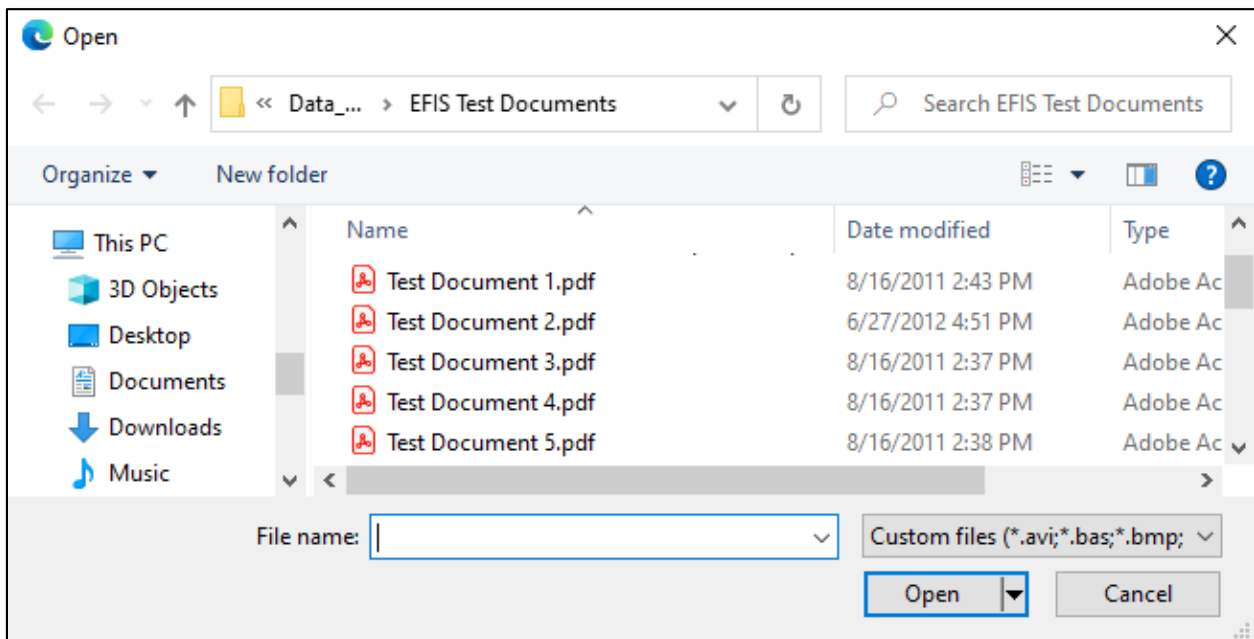 Open
« Data_... > EFIS Test Documents
Search EFIS Test Documents
Organize New folder
This PC
3D Objects
Desktop
Documents
Downloads
Music
Name Date modified Type
Test Document 1.pdf 8/16/2011 2:43 PM Adobe Ac
Test Document 2.pdf 6/27/2012 4:51 PM Adobe Ac
Test Document 3.pdf 8/16/2011 2:37 PM Adobe Ac
Test Document 4.pdf 8/16/2011 2:37 PM Adobe Ac
Test Document 5.pdf 8/16/2011 2:38 PM Adobe Ac
File name:
Custom files (*.avi;*.bas;*.bmp;
Open Cancel